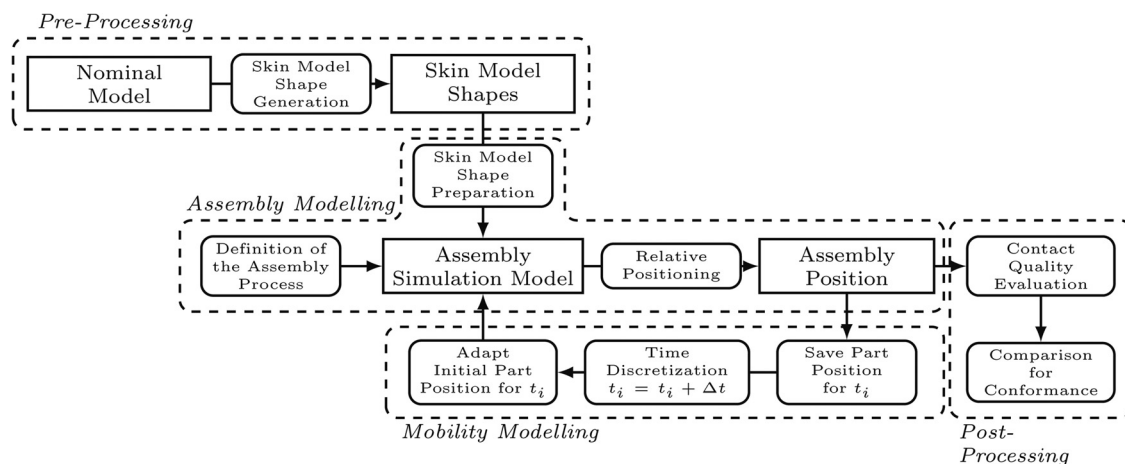 Pre-Processing
Nominal
Model
Skin Model
Shape
Generation
Skin Model
Shapes
Skin Model
Shape
Preparation
Assembly Modelling
Definition of
the Assembly
Process
Assembly
Simulation Model
Relative
Positioning
Assembly
Position
Contact
Quality
Evaluation
Adapt
Initial Part
Position for t_i
Time
Discretization
t_i = t_i + Δt
Save Part
Position
for t_i
Comparison
for
Conformance
Mobility Modelling
Post-
Processing